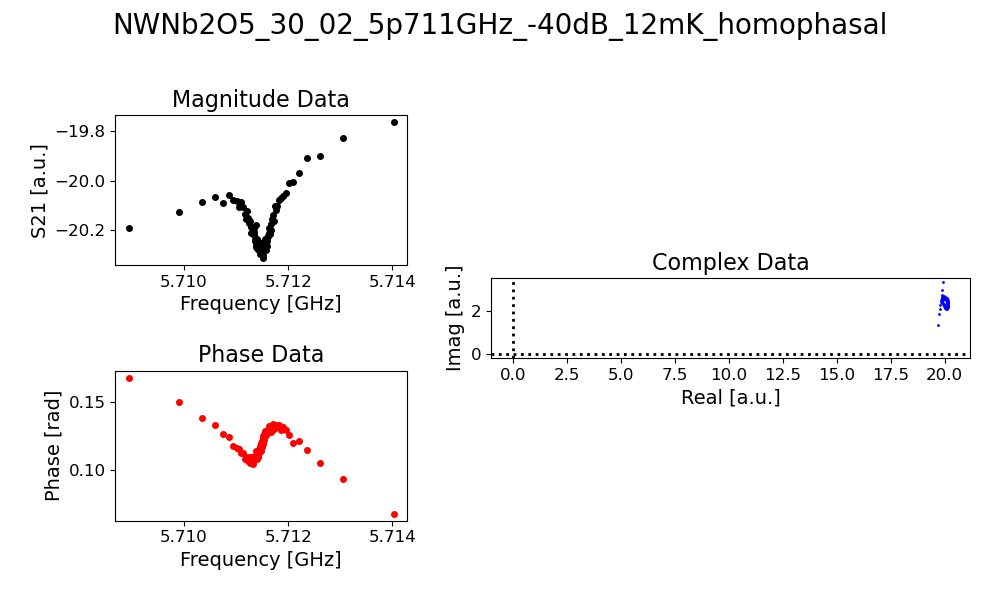 NWNb2O5_30_02_5p711GHz_-40dB_12mK_homophasal
Magnitude Data
S21 [a.u.]
−19.8
−20.0
−20.2
5.710 5.712 5.714
Frequency [GHz]
Phase Data
Phase [rad]
0.15
0.10
5.710 5.712 5.714
Frequency [GHz]
Complex Data
Imag [a.u.]
2
0
0.0 2.5 5.0 7.5 10.0 12.5 15.0 17.5 20.0
Real [a.u.]